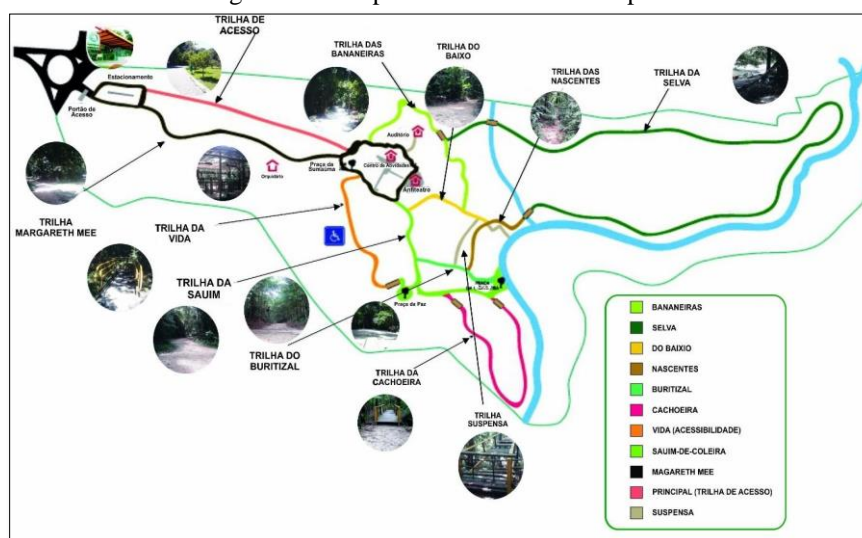 TRILHA DE
ACESSO
TRILHA DAS
BANANEIRAS
TRILHA DO
BAIXO
TRILHA DAS
NASCENTES
TRILHA DA
SELVA
Estacionamento
Portão de
Acesso
Auditório
Praça da
Sumaúma
Centro de Atividades
Anfiteatro
Orquidário
TRILHA
MARGARETH MEE
TRILHA DA
VIDA
TRILHA DA
SAUIM
Praça da Paz
TRILHA DO
BURITIZAL
TRILHA DA
CACHOEIRA
TRILHA
SUSPENSA
BANANEIRAS
SELVA
DO BAIXIO
NASCENTES
BURITIZAL
CACHOEIRA
VIDA (ACESSIBILIDADE)
SAUIM-DE-COLEIRA
MAGARETH MEE
PRINCIPAL (TRILHA DE ACESSO)
SUSPENSA